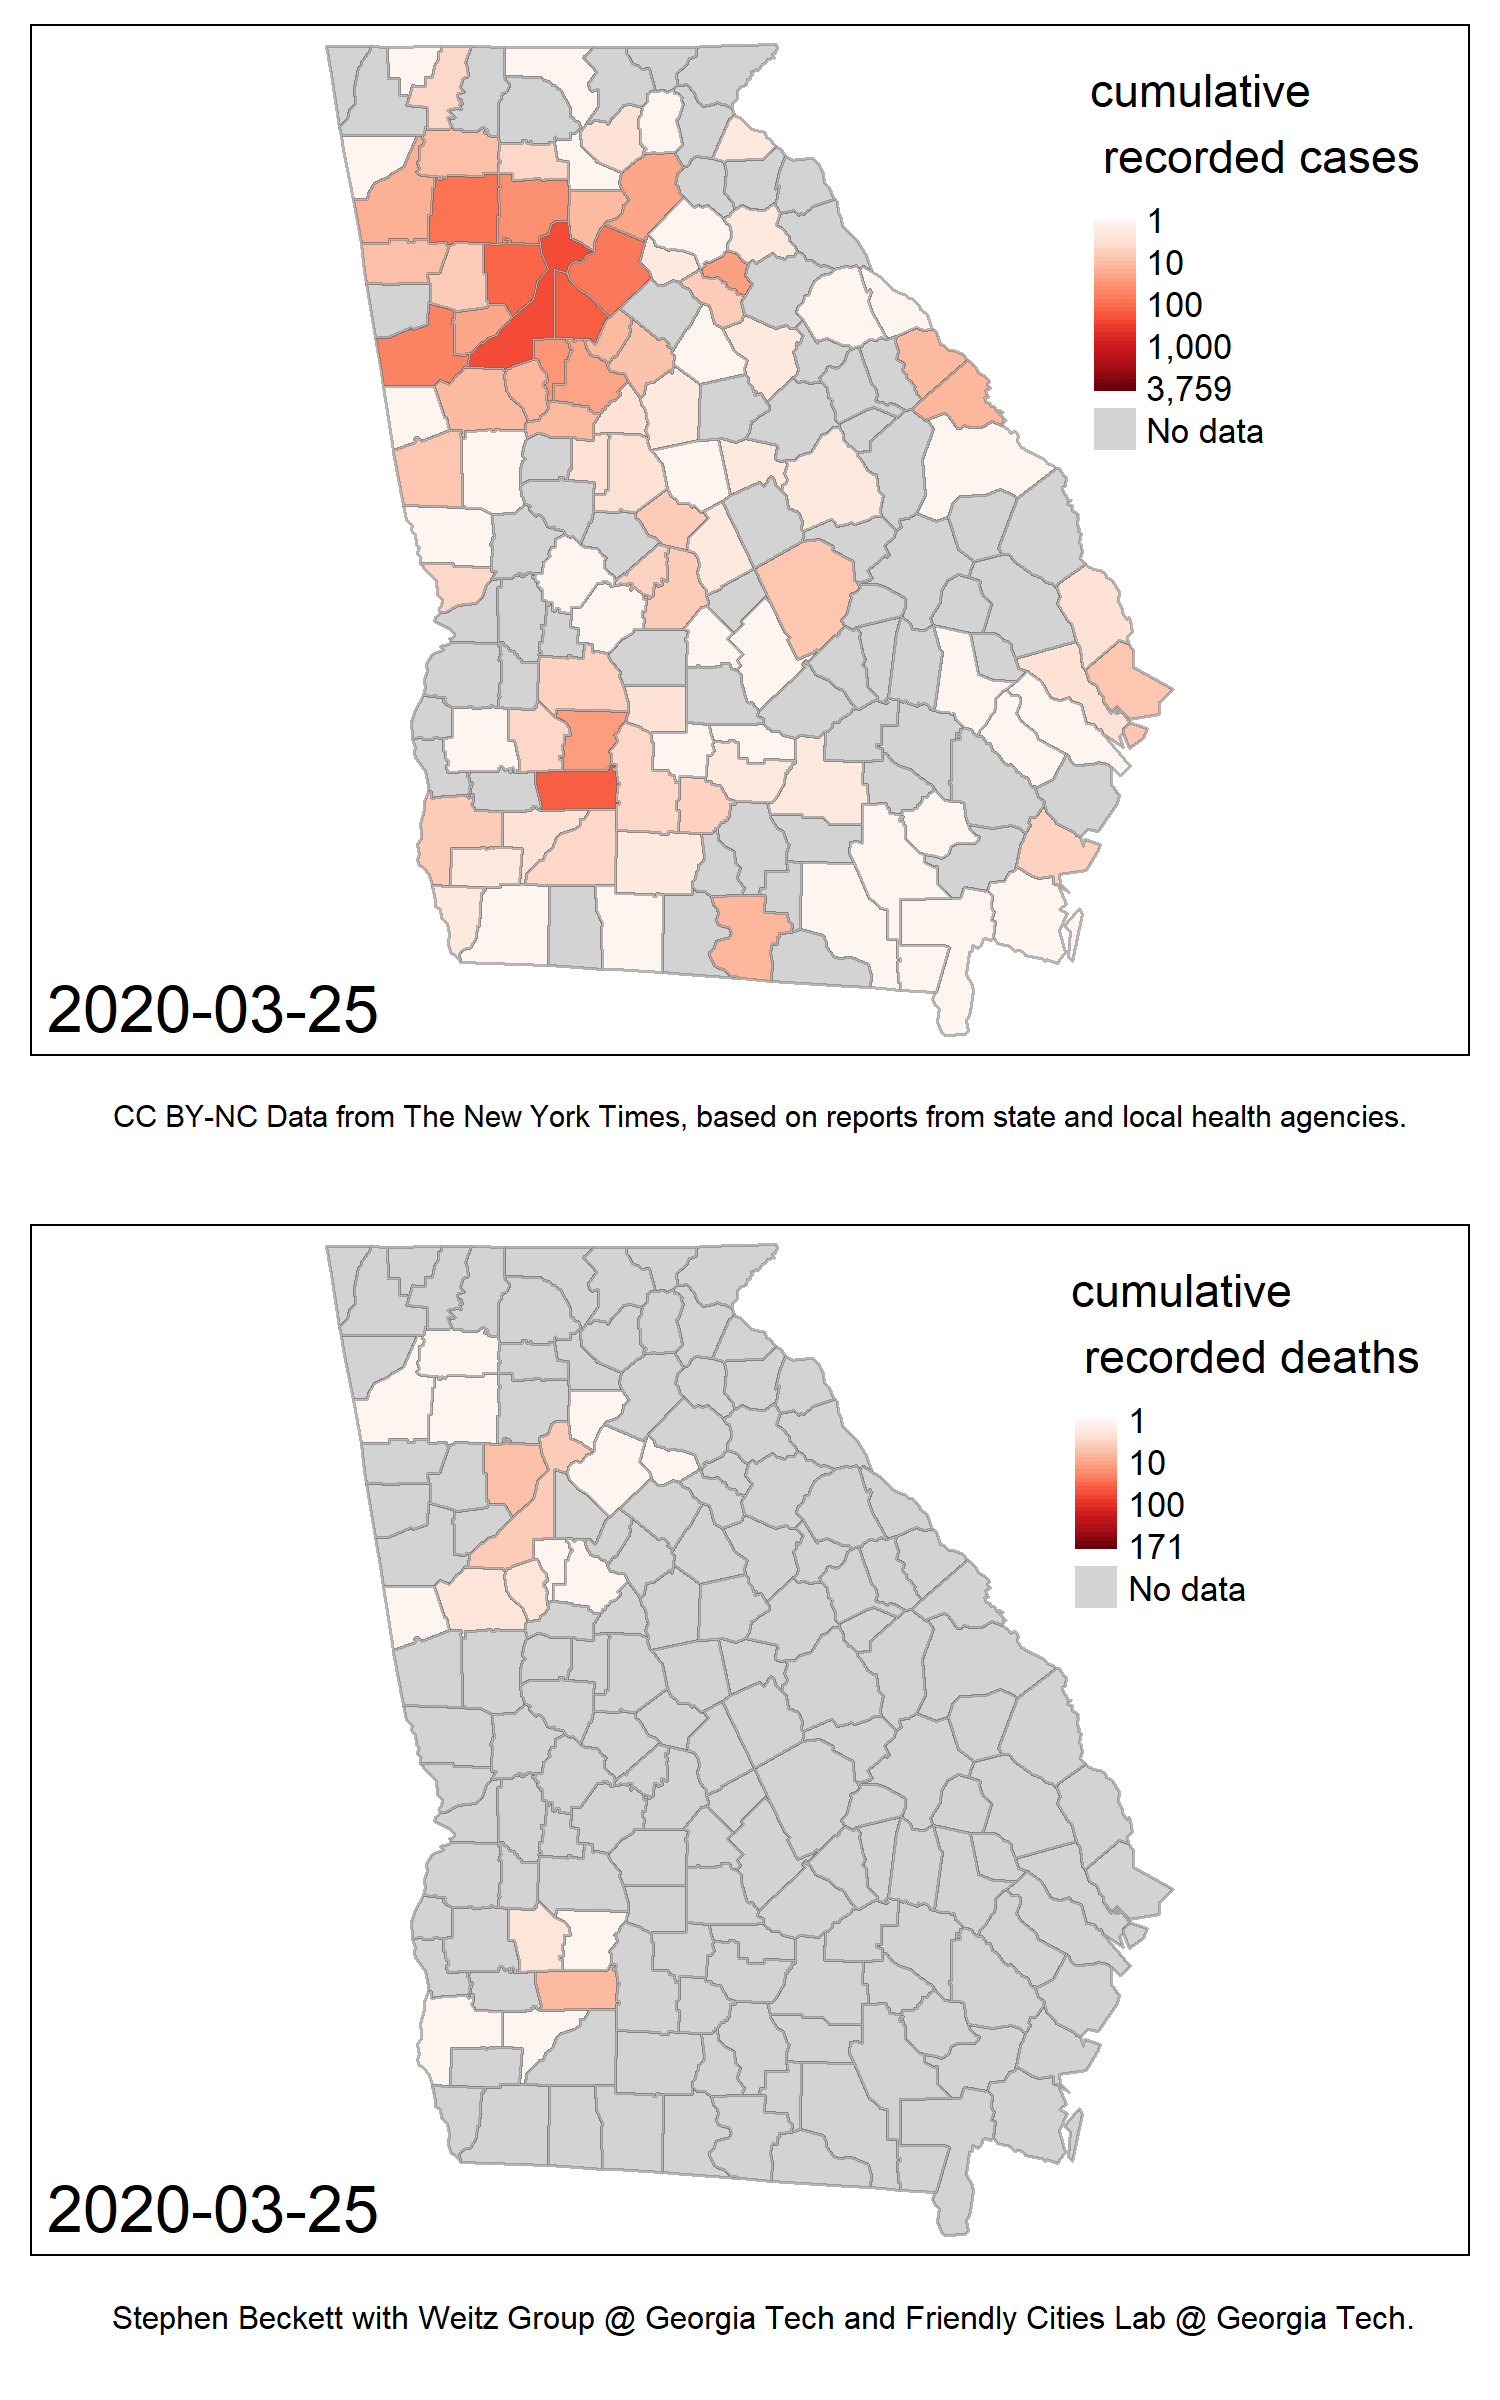 cumulative
recorded cases
1
10
100
1,000
3,759
No data
2020-03-25
CC BY-NC Data from The New York Times, based on reports from state and local health agencies.
cumulative
recorded deaths
1
10
100
171
No data
2020-03-25
Stephen Beckett with Weitz Group @ Georgia Tech and Friendly Cities Lab @ Georgia Tech.